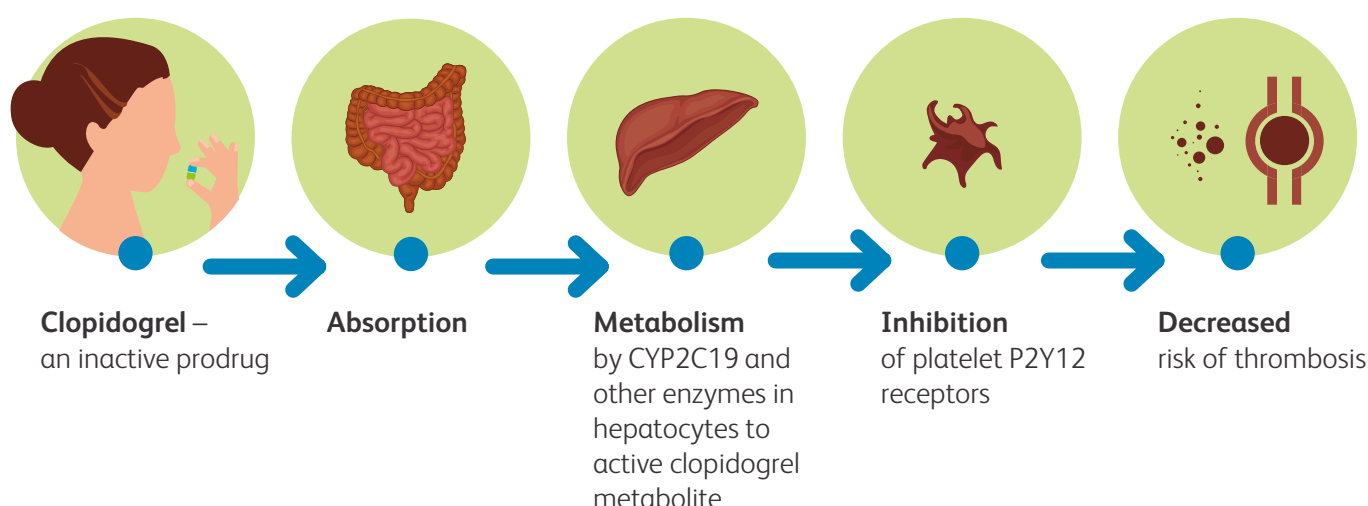 Clopidogrel –
an inactive prodrug
Absorption
Metabolism
by CYP2C19 and
other enzymes in
hepatocytes to
active clopidogrel
metabolite
Inhibition
of platelet P2Y12
receptors
Decreased
risk of thrombosis